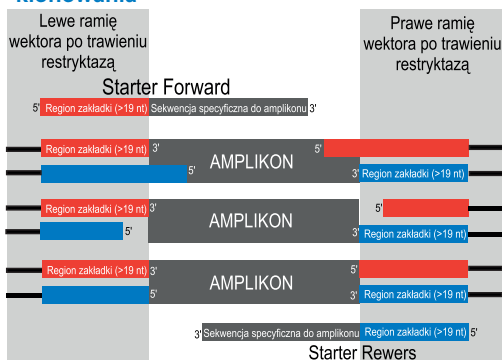 klonowania
Lewe ramię
wektora po trawieniu
restryktazą
Prawe ramię
wektora po trawieniu
restryktazą
Starter Forward
5' Region zakładki (>19 nt) Sekwencja specyficzna do amplikonu 3'
Region zakładki (>19 nt) 3' 5'
AMPLIKON
5' 3' Region zakładki (>19 nt)
Region zakładki (>19 nt) 3' 5'
AMPLIKON
5' 3' Region zakładki (>19 nt)
Region zakładki (>19 nt) 3' 5'
AMPLIKON
5' 3' Region zakładki (>19 nt)
3' Sekwencja specyficzna do amplikonu Region zakładki (>19 nt) 5'
Starter Rewers